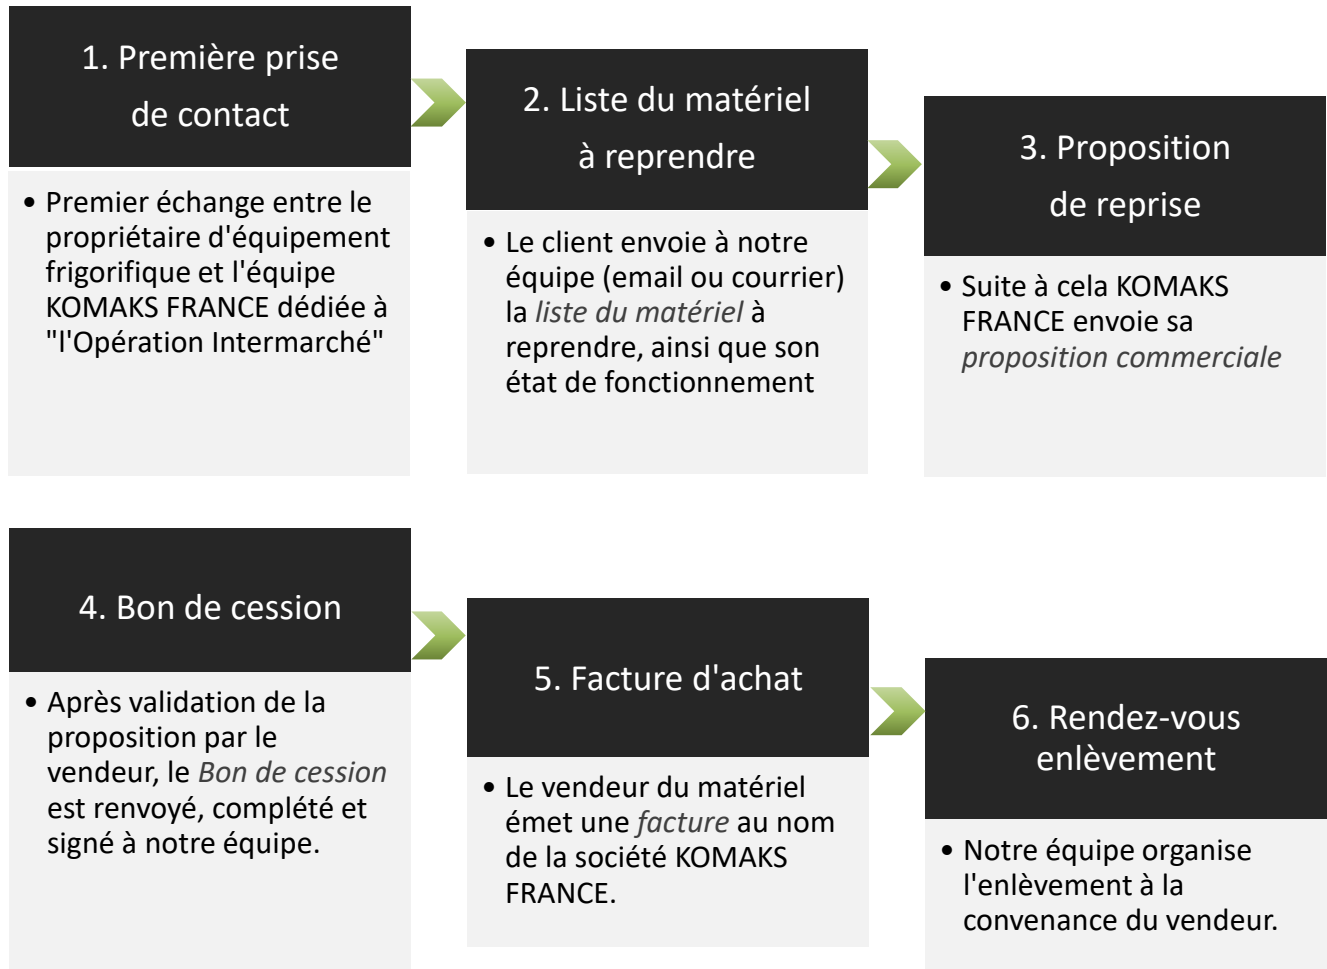 1. Première prise
de contact
• Premier échange entre le
propriétaire d'équipement
frigorifique et l'équipe
KOMAKS FRANCE dédiée à
"l'Opération Intermarché"
2. Liste du matériel
à reprendre
• Le client envoie à notre
équipe (email ou courrier)
la liste du matériel à
reprendre, ainsi que son
état de fonctionnement
3. Proposition
de reprise
• Suite à cela KOMAKS
FRANCE envoie sa
proposition commerciale
4. Bon de cession
• Après validation de la
proposition par le
vendeur, le Bon de cession
est renvoyé, complété et
signé à notre équipe.
5. Facture d'achat
• Le vendeur du matériel
émet une facture au nom
de la société KOMAKS
FRANCE.
6. Rendez-vous
enlèvement
• Notre équipe organise
l'enlèvement à la
convenance du vendeur.